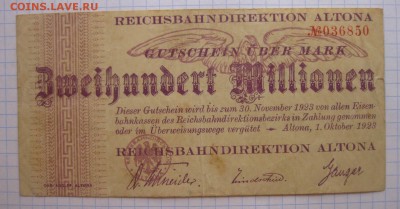 COINS.LAVE.RU
REICHSBAHNDIREKTION ALTONA
№036850
GUTSCHEIN ÜBER MARK
Zweihundert Millionen
Dieser Gutschein wird bis zum 30. November 1923 von allen Eisen-
bahnkassen des Reichsbahndirektionsbezirks in Zahlung genommen
oder im Überweisungswege vergütet - Altona, 1. Oktober 1923
REICHSBAHNDIREKTION ALTONA